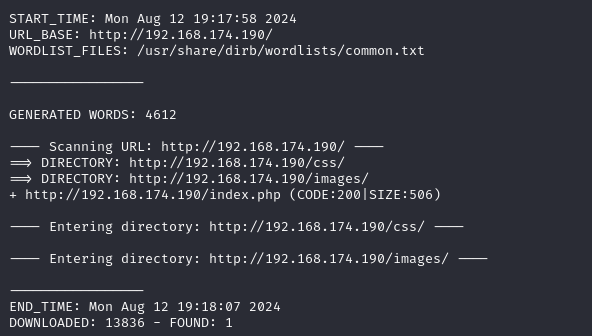 START_TIME: Mon Aug 12 19:17:58 2024
URL_BASE: http://192.168.174.190/
WORDLIST_FILES: /usr/share/dirb/wordlists/common.txt
-----------------
GENERATED WORDS: 4612
---- Scanning URL: http://192.168.174.190/ ----
==> DIRECTORY: http://192.168.174.190/css/
==> DIRECTORY: http://192.168.174.190/images/
+ http://192.168.174.190/index.php (CODE:200|SIZE:506)
---- Entering directory: http://192.168.174.190/css/ ----
---- Entering directory: http://192.168.174.190/images/ ----
-----------------
END_TIME: Mon Aug 12 19:18:07 2024
DOWNLOADED: 13836 - FOUND: 1